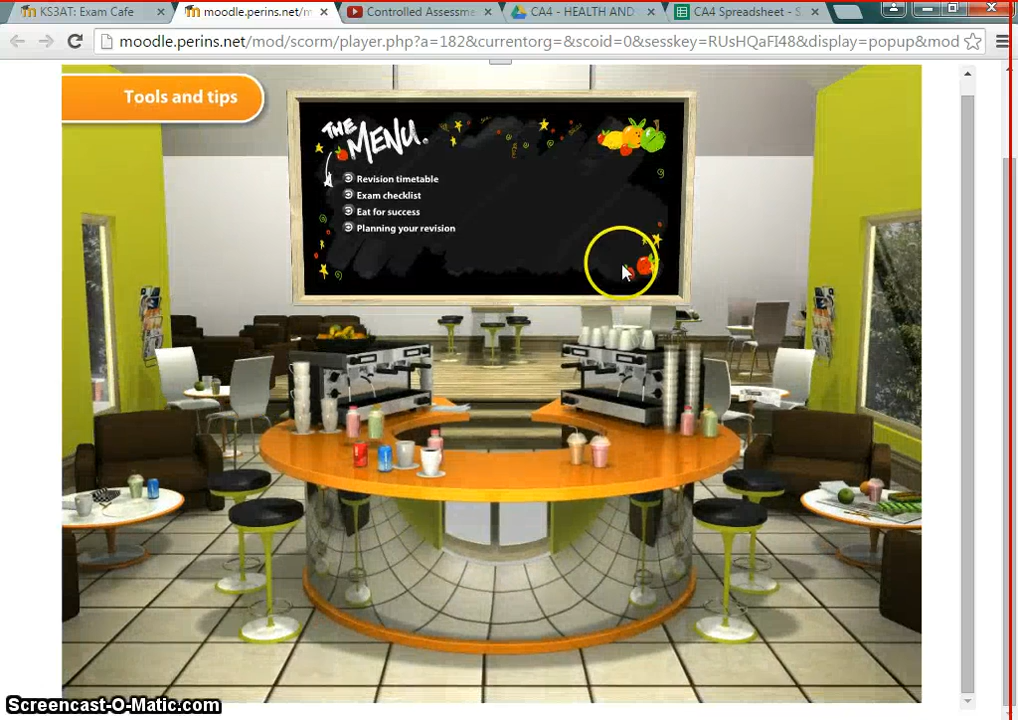 KS3AT: Exam Cafe
moodle.perins.net/m
Controlled Assessme
CA4 - HEALTH AND
CA4 Spreadsheet - S
moodle.perins.net/mod/scorm/player.php?a=182&currentorg=&scoid=0&sesskey=RUsHQaFI48&display=popup&mod
Tools and tips
THE MENU.
Revision timetable
Exam checklist
Eat for success
Planning your revision
Screencast-O-Matic.com